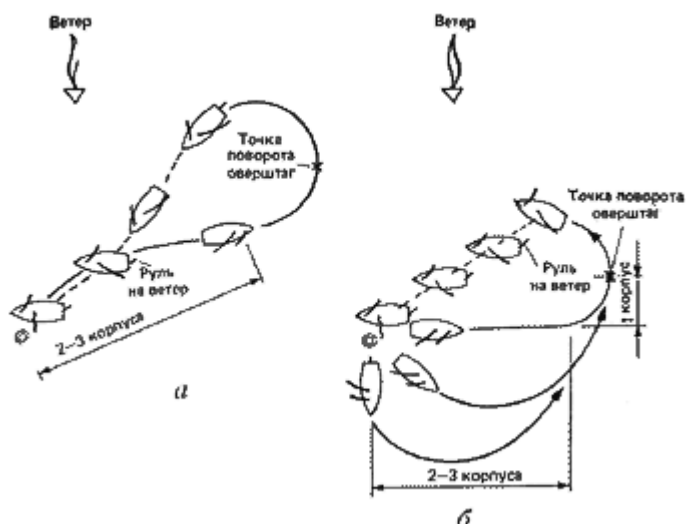 Ветер
Ветер
Точка
поворота
оверштаг
Руль
на ветер
2–3 корпуса
а
Точка поворота
оверштаг
Руль
на ветер
1 корпус
2–3 корпуса
б